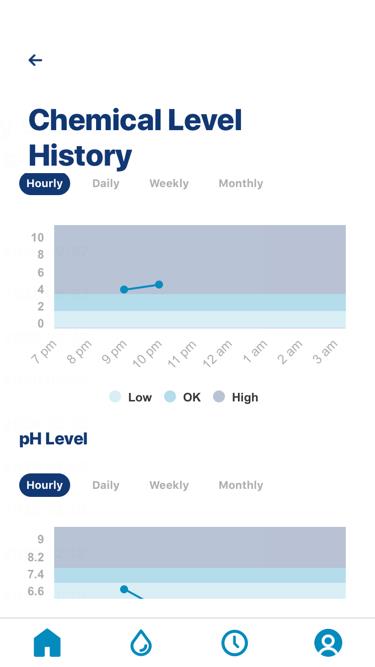 Chemical Level
History
Hourly Daily Weekly Monthly
10
8
6
4
2
0
7 pm 8 pm 9 pm 10 pm 11 pm 12 am 1 am 2 am 3 am
Low OK High
pH Level
Hourly Daily Weekly Monthly
9
8.2
7.4
6.6